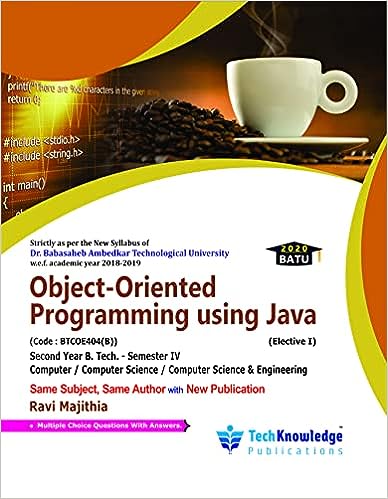 printf("There are %d characters in the given
return 0;
#include <stdio.h>
#include <string.h>
int main()
{
Strictly as per the New Syllabus of
Dr. Babasaheb Ambedkar Technological University
w.e.f. academic year 2018-2019
2020
BATU
Object-Oriented
Programming using Java
(Code : BTCOE404(B)) (Elective I)
Second Year B. Tech. - Semester IV
Computer / Computer Science / Computer Science & Engineering
Same Subject, Same Author with New Publication
Ravi Majithia
Multiple Choice Questions With Answers.
TechKnowledge
Publications